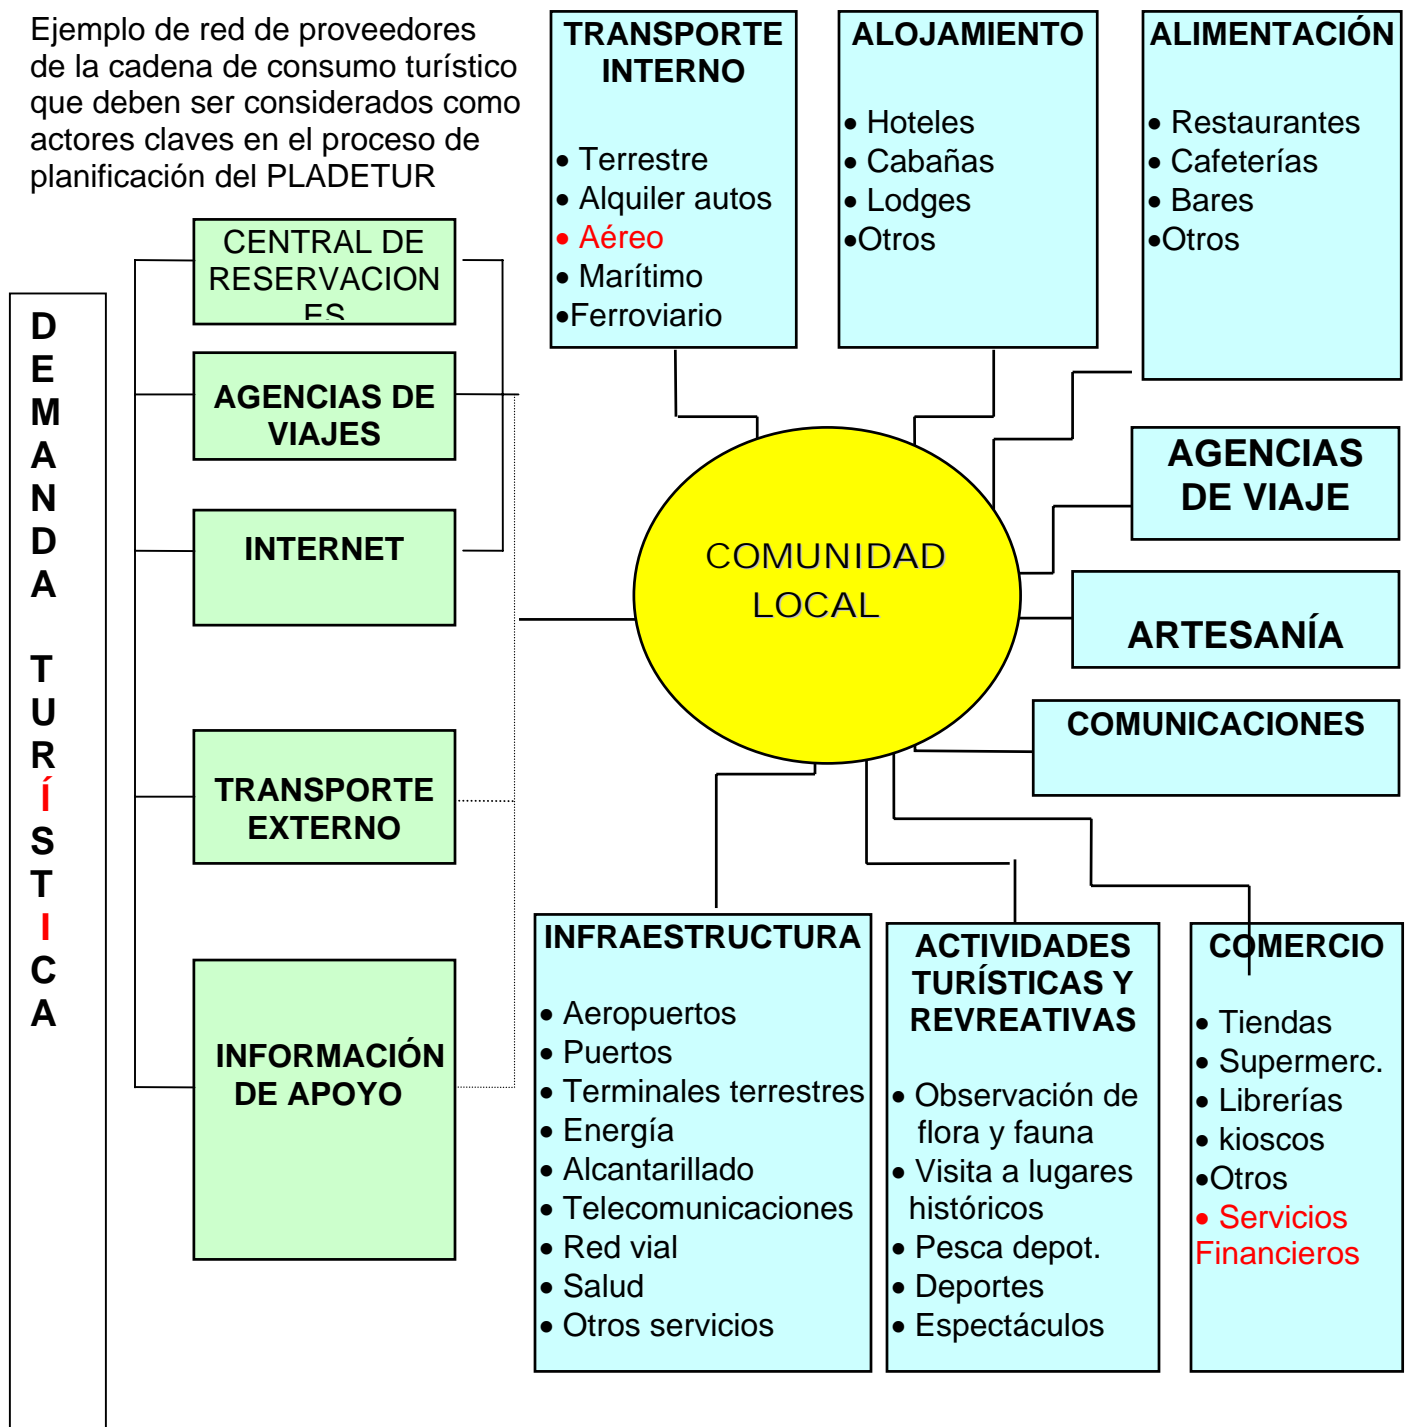 Ejemplo de red de proveedores
de la cadena de consumo turístico
que deben ser considerados como
actores claves en el proceso de
planificación del PLADETUR
TRANSPORTE
INTERNO
• Terrestre
• Alquiler autos
• Aéreo
• Marítimo
•Ferroviario
ALOJAMIENTO
• Hoteles
• Cabañas
• Lodges
•Otros
ALIMENTACIÓN
• Restaurantes
• Cafeterías
• Bares
•Otros
DEMANDA TURÍSTICA
CENTRAL DE
RESERVACION
ES
AGENCIAS DE
VIAJES
INTERNET
TRANSPORTE
EXTERNO
INFORMACIÓN
DE APOYO
COMUNIDAD
LOCAL
AGENCIAS
DE VIAJE
ARTESANÍA
COMUNICACIONES
INFRAESTRUCTURA
• Aeropuertos
• Puertos
• Terminales terrestres
• Energía
• Alcantarillado
• Telecomunicaciones
• Red vial
• Salud
• Otros servicios
ACTIVIDADES
TURÍSTICAS Y
REVREATIVAS
• Observación de
flora y fauna
• Visita a lugares
históricos
• Pesca depot.
• Deportes
• Espectáculos
COMERCIO
• Tiendas
• Supermerc.
• Librerías
• kioscos
•Otros
• Servicios
Financieros